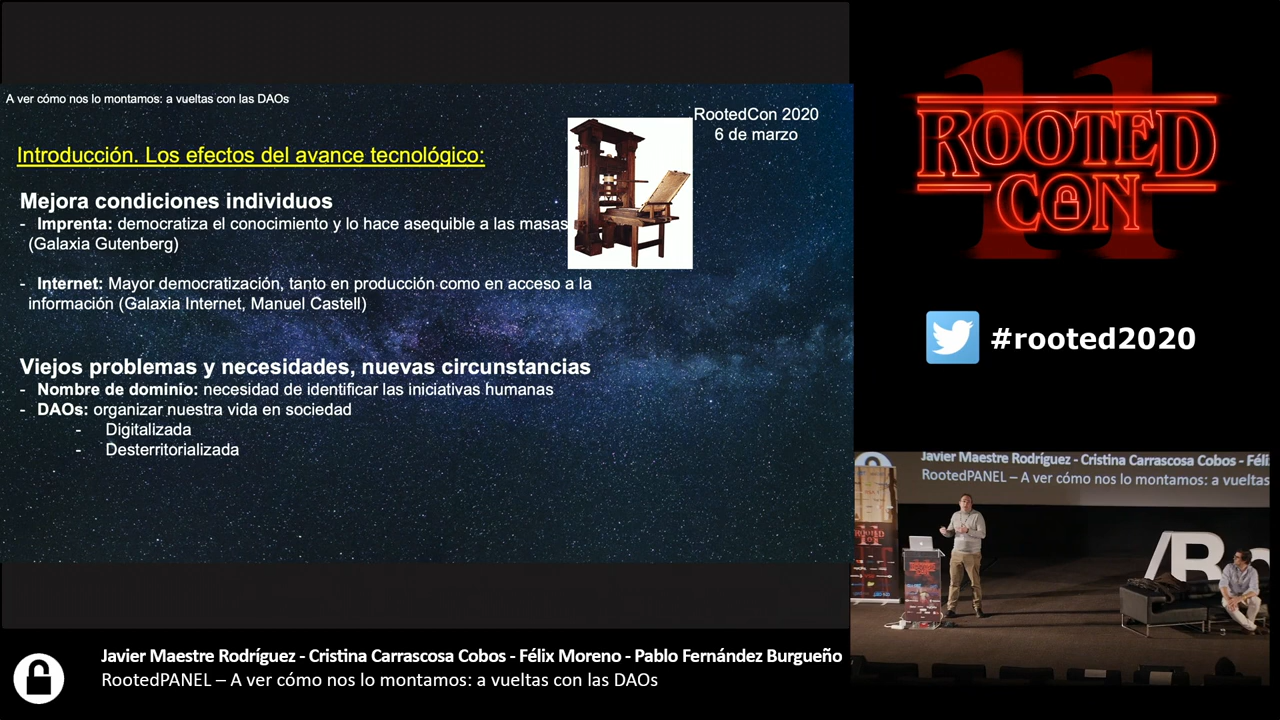 A ver cómo nos lo montamos: a vueltas con las DAOs
RootedCon 2020
6 de marzo
Introducción. Los efectos del avance tecnológico:
Mejora condiciones individuos
- Imprenta: democratiza el conocimiento y lo hace asequible a las masas
(Galaxia Gutenberg)
- Internet: Mayor democratización, tanto en producción como en acceso a la
información (Galaxia Internet, Manuel Castell)
Viejos problemas y necesidades, nuevas circunstancias
- Nombre de dominio: necesidad de identificar las iniciativas humanas
- DAOs: organizar nuestra vida en sociedad
- Digitalizada
- Desterritorializada
11
ROOTED
CON
#rooted2020
Javier Maestre Rodríguez - Cristina Carrascosa Cobos - Féli
RootedPANEL – A ver cómo nos lo montamos: a vueltas
ROOTED
/Ro
Javier Maestre Rodríguez - Cristina Carrascosa Cobos - Félix Moreno - Pablo Fernández Burgueño
RootedPANEL – A ver cómo nos lo montamos: a vueltas con las DAOs